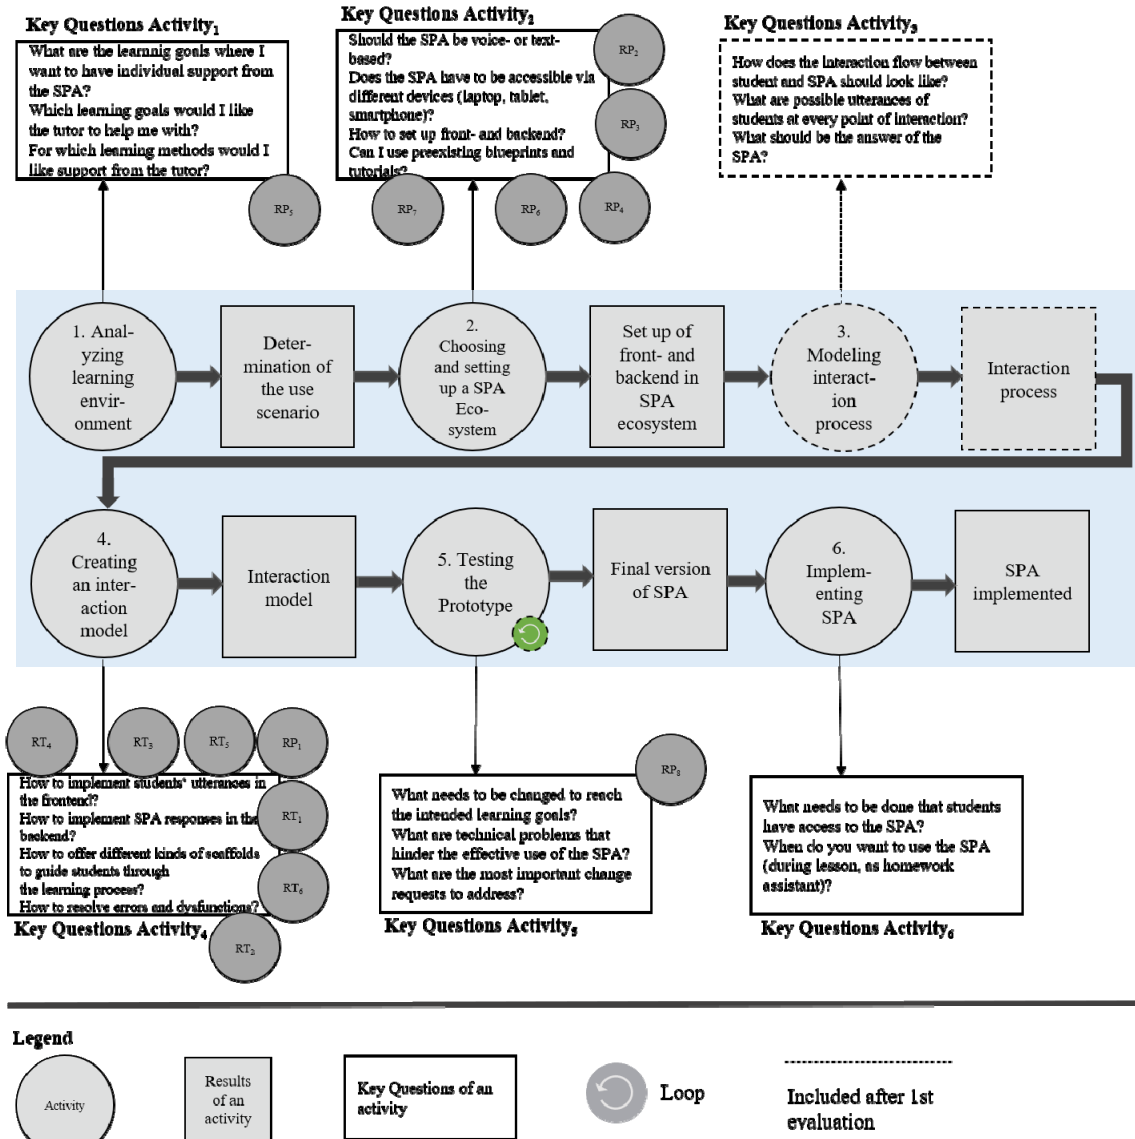 Key Questions Activity₁
What are the learnig goals where I
want to have individual support from
the SPA?
Which learning goals would I like
the tutor to help me with?
For which learning methods would I
like support from the tutor?
RP₅
Key Questions Activity₂
Should the SPA be voice- or text-
based?
Does the SPA have to be accessible via
different devices (laptop, tablet,
smartphone)?
How to set up front- and backend?
Can I use preexisting blueprints and
tutorials?
RP₂
RP₃
RP₇
RP₆
RP₄
Key Questions Activity₃
How does the interaction flow between
student and SPA should look like?
What are possible utterances of
students at every point of interaction?
What should be the answer of the
SPA?
1. Anal-
yzing
learning
envir-
onment
Deter-
mination of
the use
scenario
2.
Choosing
and setting
up a SPA
Eco-
system
Set up of
front- and
backend in
SPA
ecosystem
3.
Modeling
interact-
ion
process
Interaction
process
4.
Creating
an inter-
action
model
Interaction
model
5. Testing
the
Prototype
Final version
of SPA
6.
Implem-
enting
SPA
SPA
implemented
RT₄
RT₃
RT₅
RP₁
RT₁
RT₆
RT₂
How to implement students' utterances in
the frontend?
How to implement SPA responses in the
backend?
How to offer different kinds of scaffolds
to guide students through
the learning process?
How to resolve errors and dysfunctions?
Key Questions Activity₄
RP₈
What needs to be changed to reach
the intended learning goals?
What are technical problems that
hinder the effective use of the SPA?
What are the most important change
requests to address?
Key Questions Activity₅
What needs to be done that students
have access to the SPA?
When do you want to use the SPA
(during lesson, as homework
assistant)?
Key Questions Activity₆
Legend
Activity
Results
of an
activity
Key Questions of an
activity
Loop
Included after 1st
evaluation